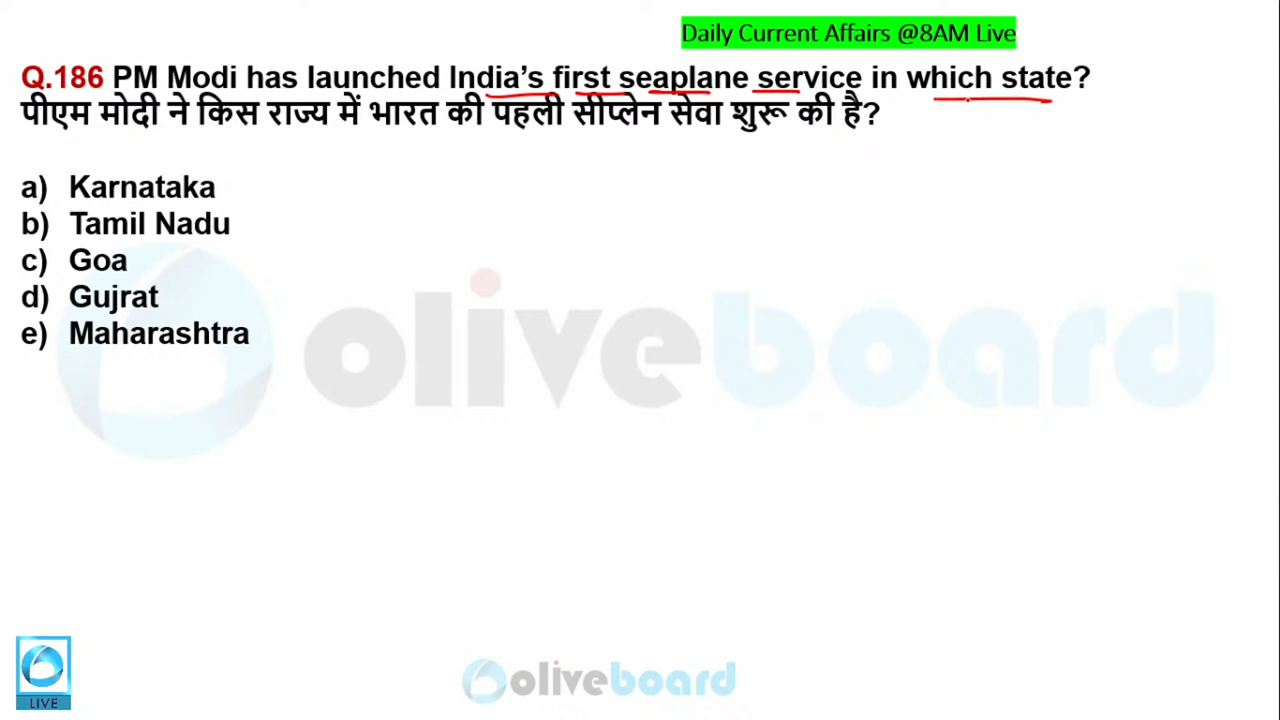 Daily Current Affairs @8AM Live
Q.186 PM Modi has launched India's first seaplane service in which state?
पीएम मोदी ने किस राज्य में भारत की पहली सीप्लेन सेवा शुरू की है?
a) Karnataka
b) Tamil Nadu
c) Goa
d) Gujrat
e) Maharashtra
oliveboard
LIVE
oliveboard